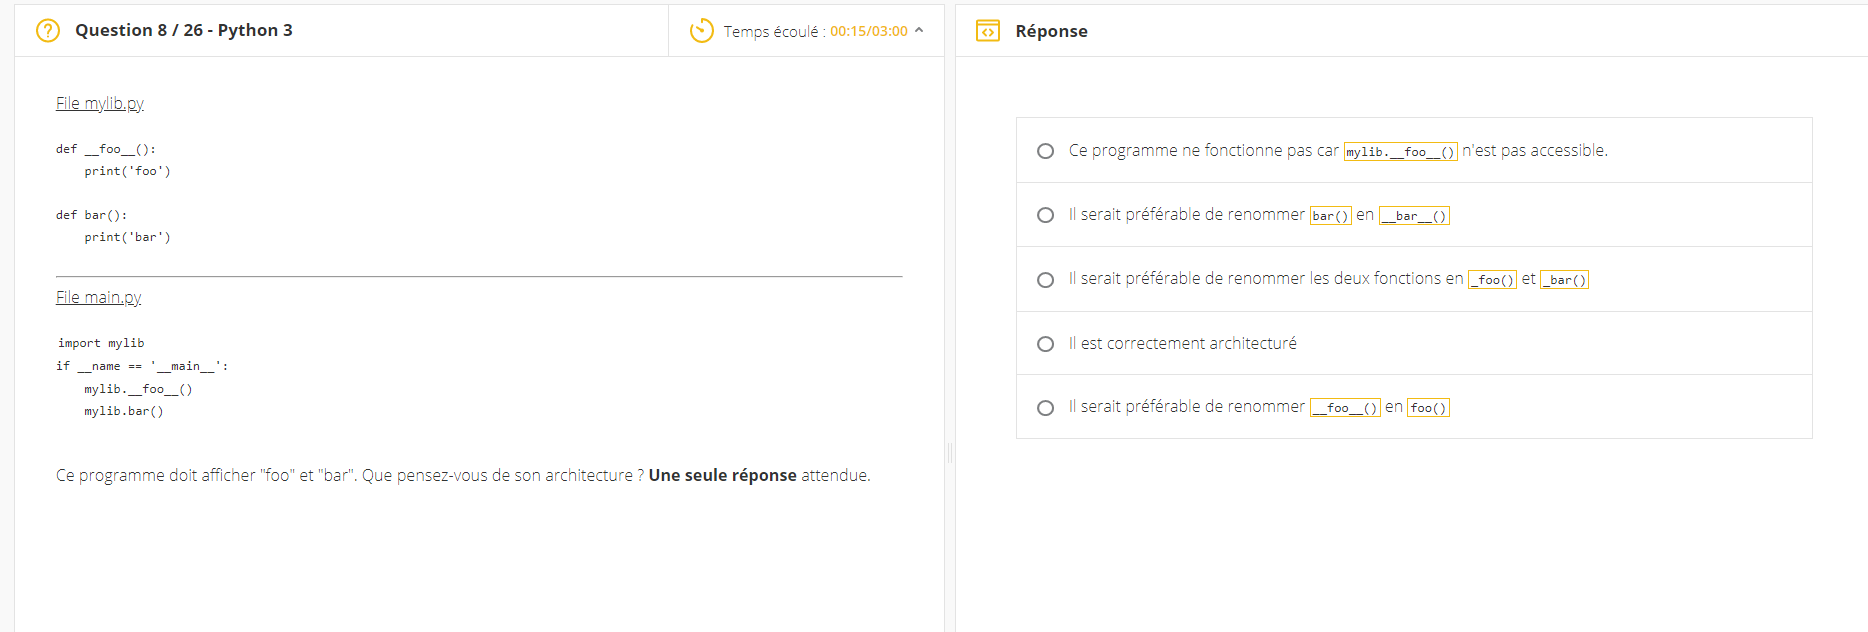 Question 8 / 26 - Python 3
Temps écoulé : 00:15/03:00
File mylib.py
def __foo__():
    print('foo')
def bar():
    print('bar')
File main.py
import mylib
if __name == '__main__':
    mylib.__foo__()
    mylib.bar()
Ce programme doit afficher "foo" et "bar". Que pensez-vous de son architecture ? Une seule réponse attendue.
Réponse
Ce programme ne fonctionne pas car mylib.__foo__() n'est pas accessible.
Il serait préférable de renommer bar() en __bar__()
Il serait préférable de renommer les deux fonctions en _foo() et _bar()
Il est correctement architecturé
Il serait préférable de renommer __foo__() en foo()